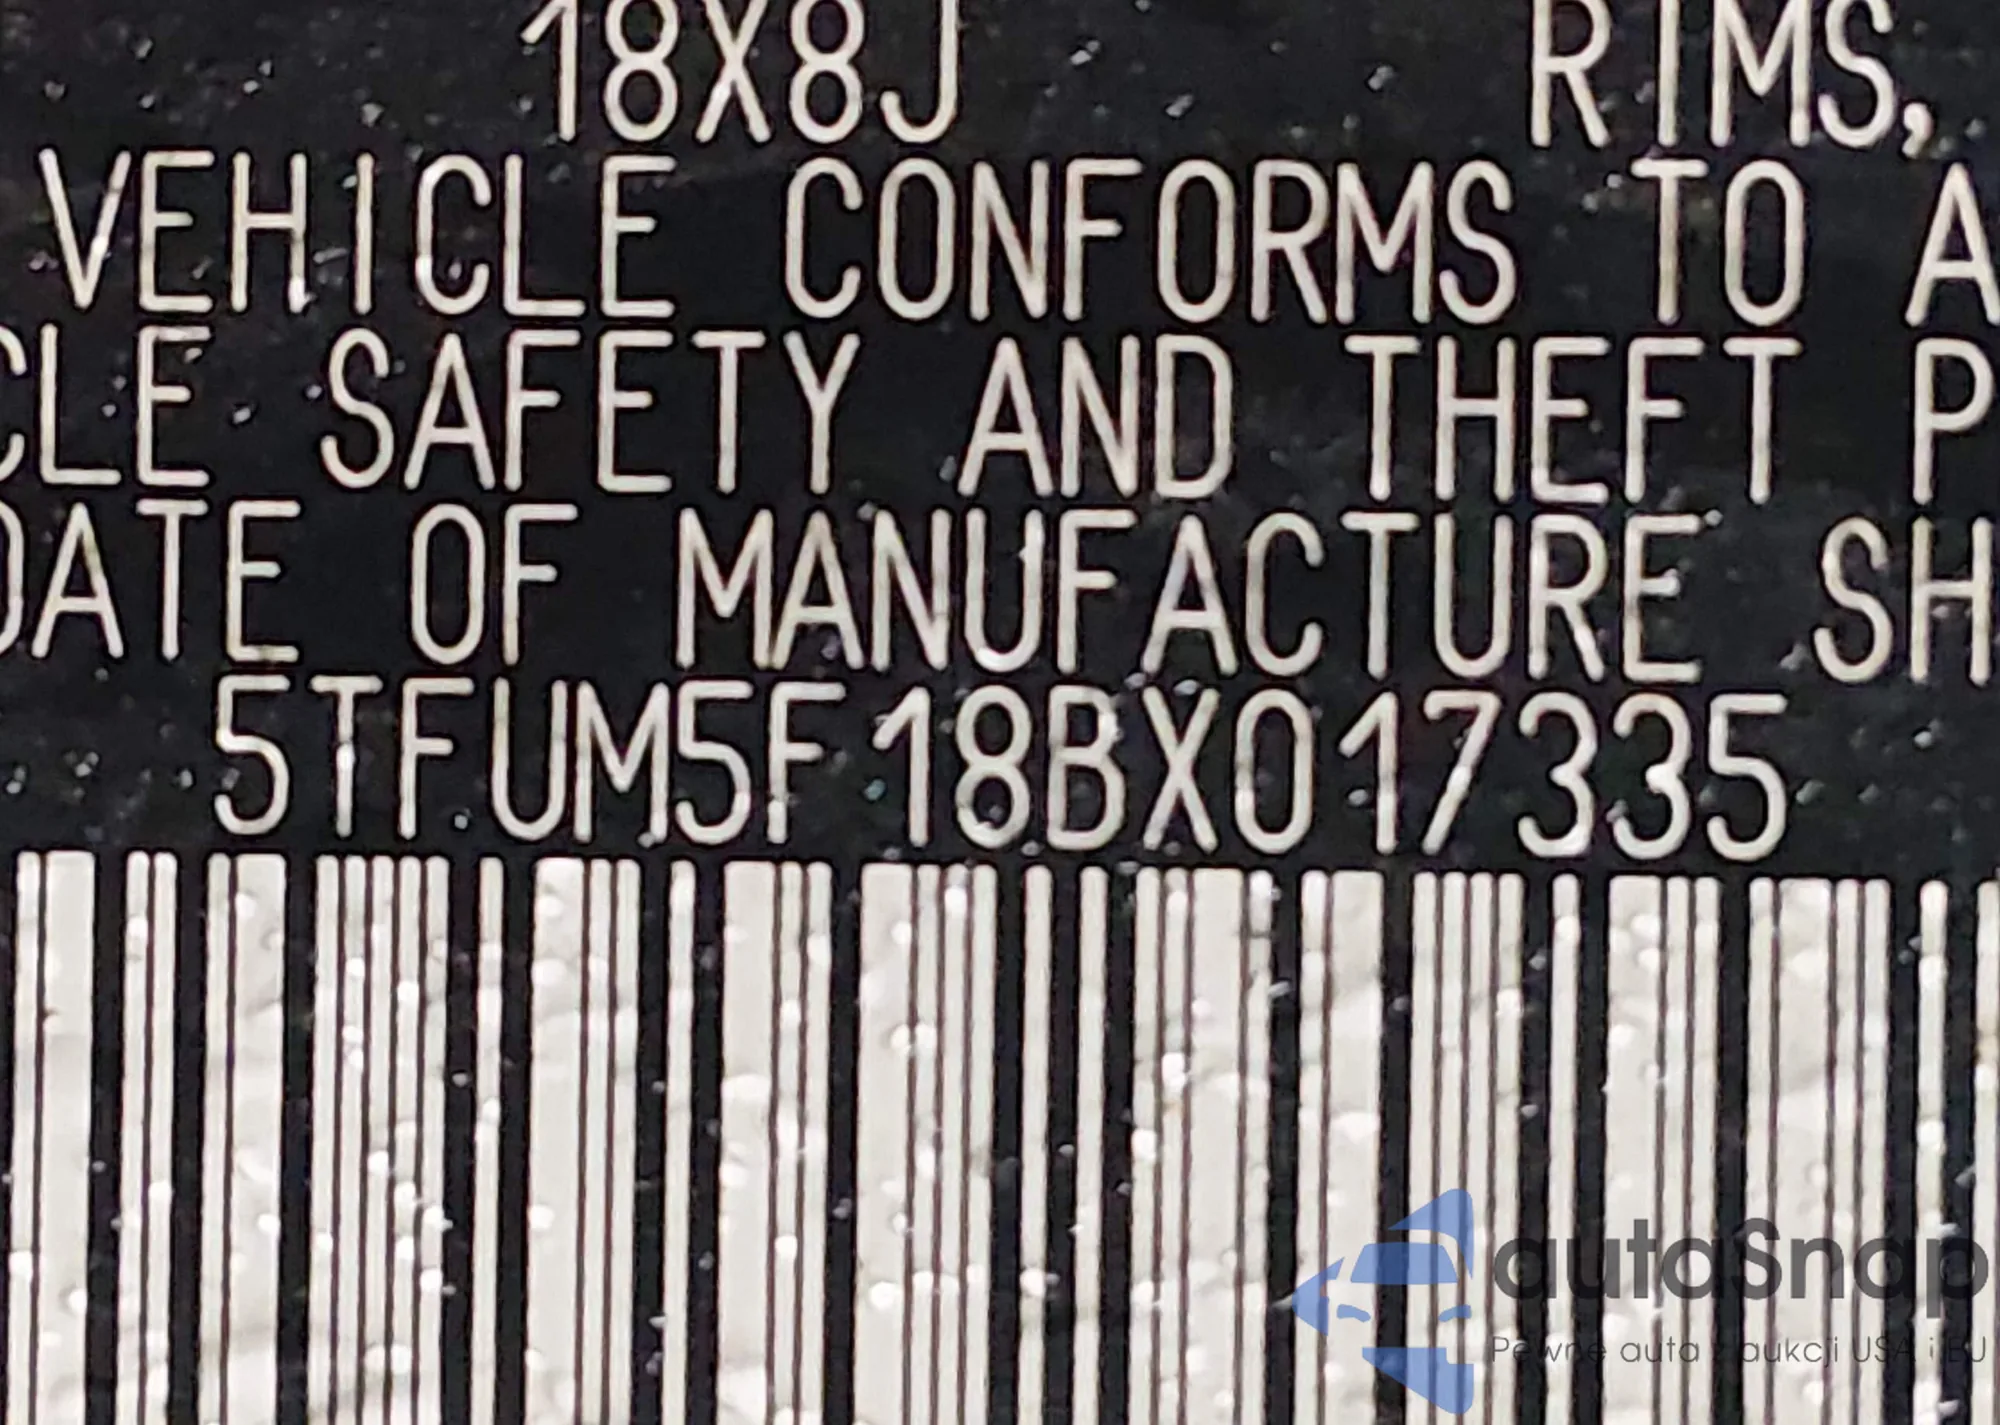 18X8J RIMS,
VEHICLE CONFORMS TO A
CLE SAFETY AND THEFT P
DATE OF MANUFACTURE SH
5TFUM5F18BX017335
autaSnap
Pewne auta z aukcji USA i EU